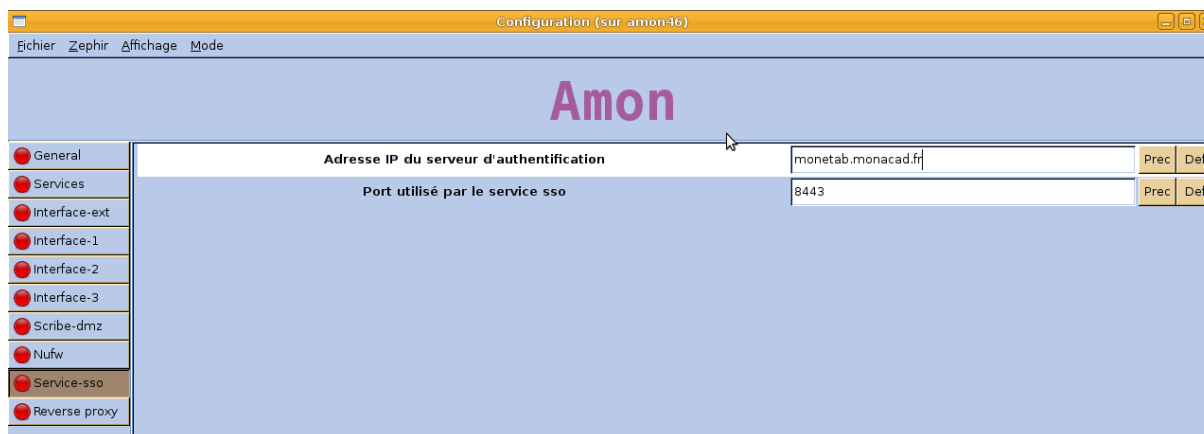 Configuration (sur amon46)
Fichier Zephir Affichage Mode
Amon
General
Services
Interface-ext
Interface-1
Interface-2
Interface-3
Scribe-dmz
Nufw
Service-sso
Reverse proxy
Adresse IP du serveur d'authentification monetab.monacad.fr Prec Def
Port utilisé par le service sso 8443 Prec Def